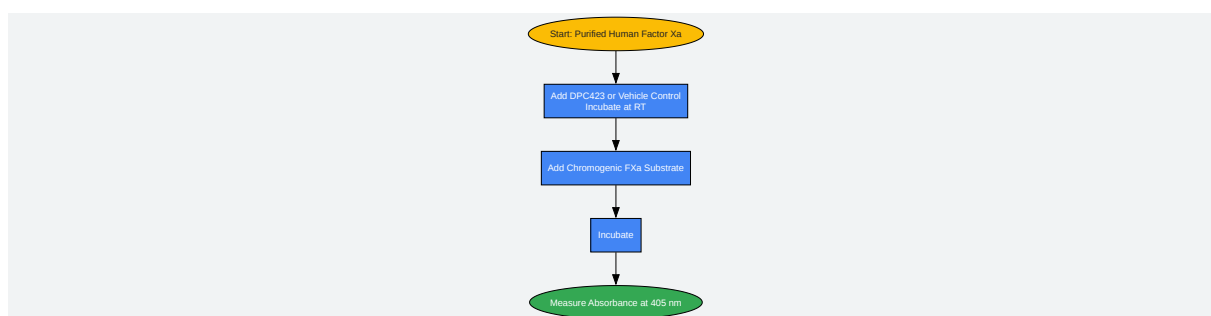 Start: Purified Human Factor Xa
Add DPC423 or Vehicle Control
Incubate at RT
Add Chromogenic FXa Substrate
Incubate
Measure Absorbance at 405 nm